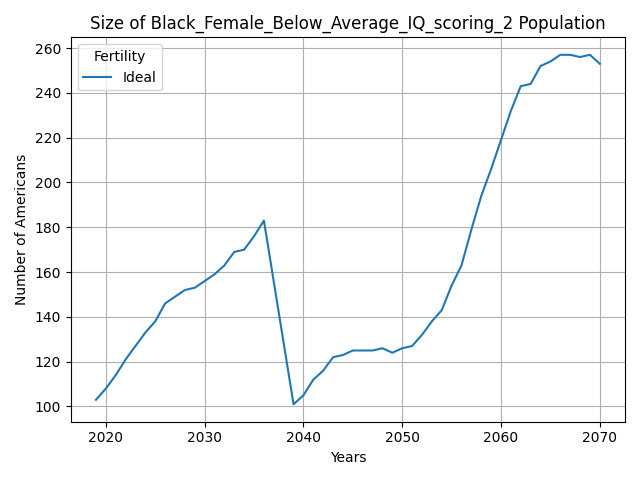 Size of Black_Female_Below_Average_IQ_scoring_2 Population
Fertility
Ideal
Number of Americans
260
240
220
200
180
160
140
120
100
2020 2030 2040 2050 2060 2070
Years